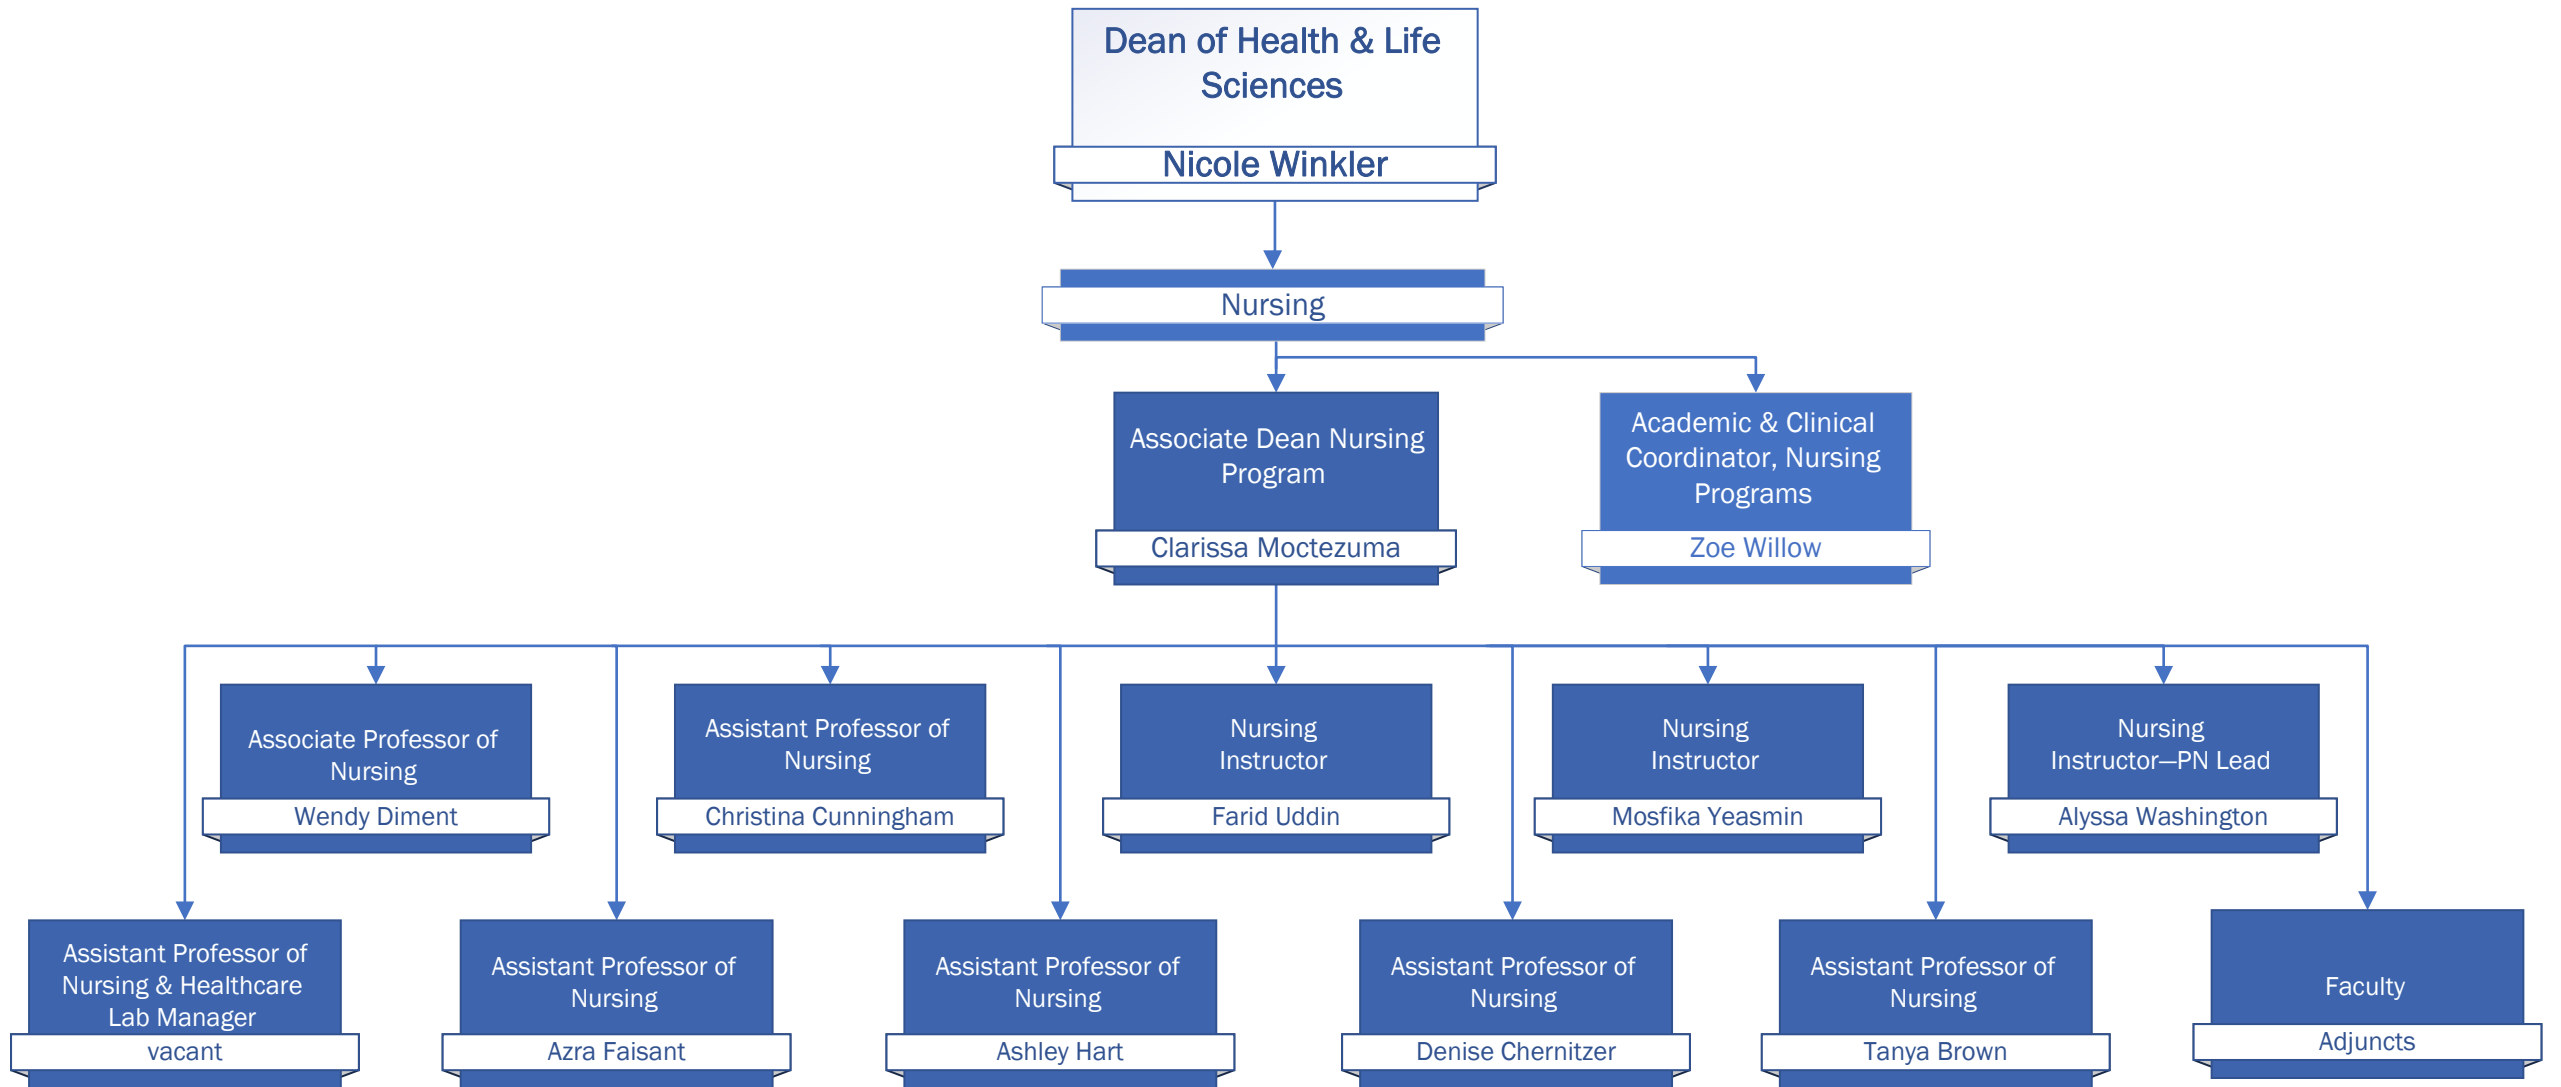 Dean of Health & Life
Sciences
Nicole Winkler
Nursing
Associate Dean Nursing
Program
Clarissa Moctezuma
Academic & Clinical
Coordinator, Nursing
Programs
Zoe Willow
Associate Professor of
Nursing
Wendy Diment
Assistant Professor of
Nursing
Christina Cunningham
Nursing
Instructor
Farid Uddin
Nursing
Instructor
Mosfika Yeasmin
Nursing
Instructor—PN Lead
Alyssa Washington
Assistant Professor of
Nursing & Healthcare
Lab Manager
vacant
Assistant Professor of
Nursing
Azra Faisant
Assistant Professor of
Nursing
Ashley Hart
Assistant Professor of
Nursing
Denise Chernitzer
Assistant Professor of
Nursing
Tanya Brown
Faculty
Adjuncts